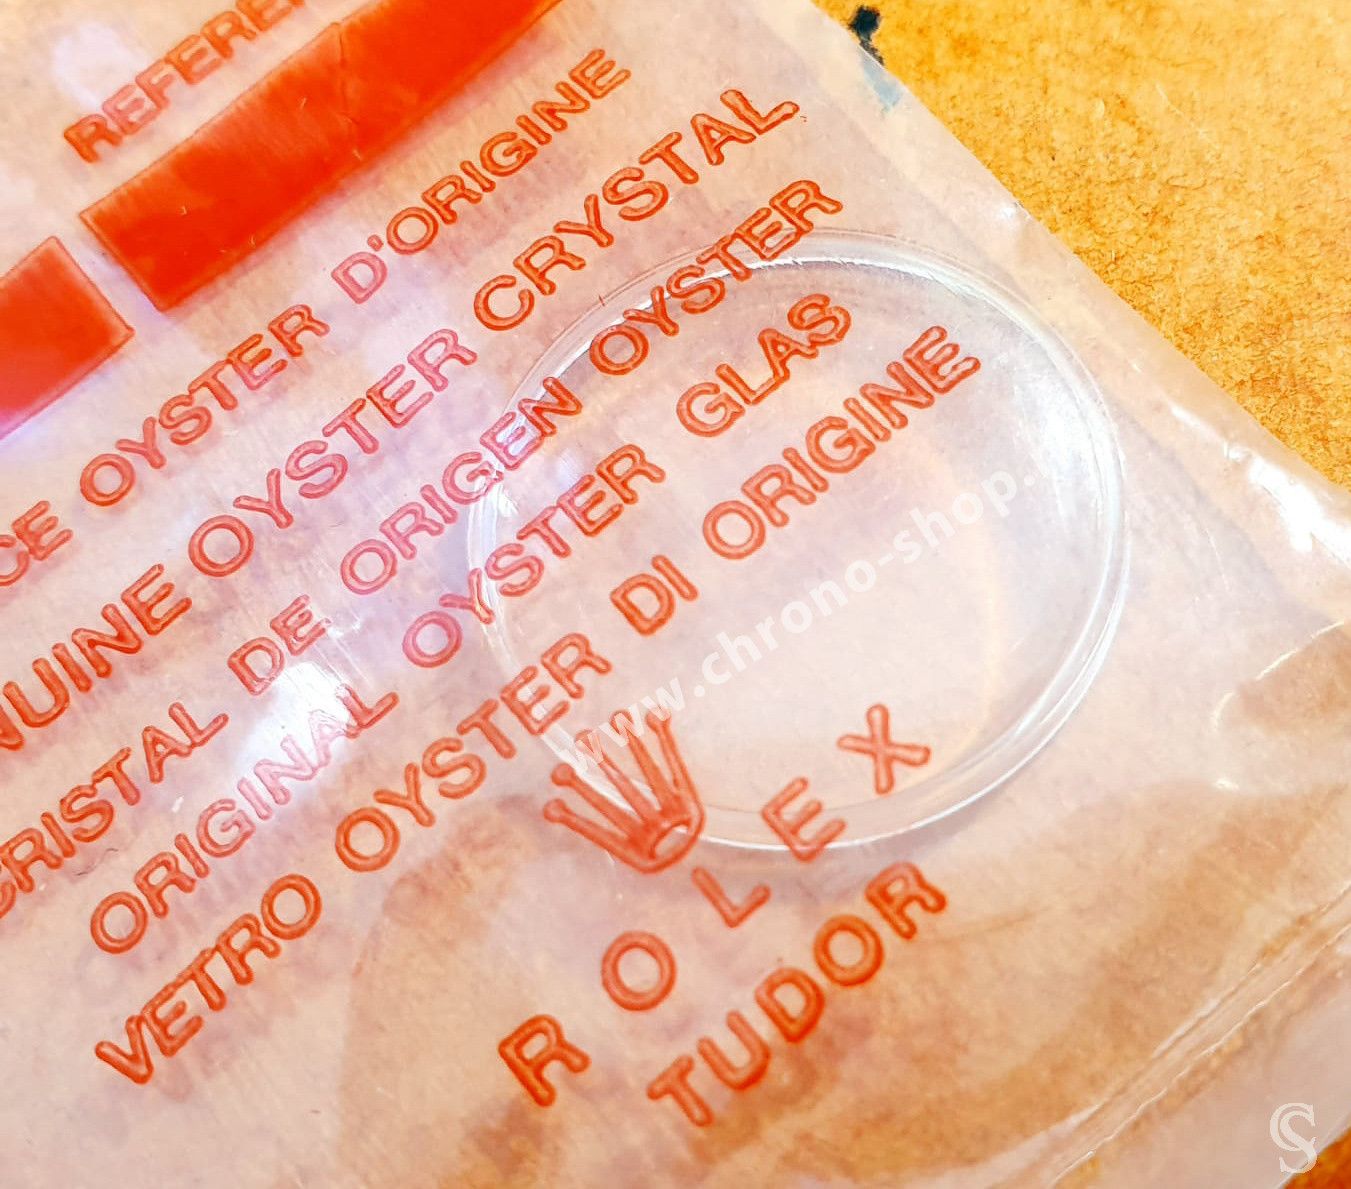 REFEREN
CE OYSTER D'ORIGINE
NUINE OYSTER CRYSTAL
CRISTAL DE ORIGEN OYSTER
ORIGINAL OYSTER GLAS
VETRO OYSTER DI ORIGINE
ROLEX
TUDOR
www.chrono-shop.